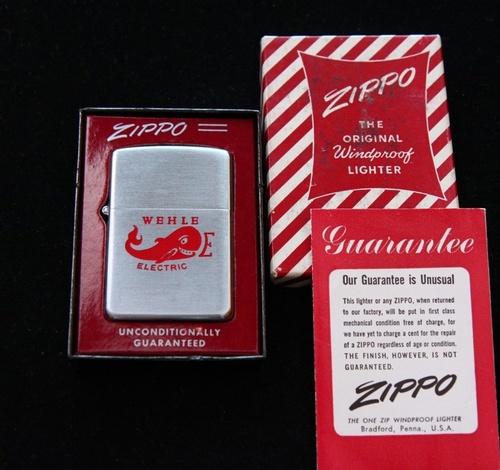 ZIPPO
WEHLE
E
ELECTRIC
UNCONDITIONALLY
GUARANTEED
ZIPPO
THE
ORIGINAL
Windproof
LIGHTER
Guarantee
Our Guarantee is Unusual
This lighter or any ZIPPO, when returned
to our factory, will be put in first class
mechanical condition free of charge, for
we have yet to charge a cent for the repair
of a ZIPPO regardless of age or condition.
THE FINISH, HOWEVER, IS NOT
GUARANTEED.
ZIPPO
THE ONE ZIP WINDPROOF LIGHTER
Bradford, Penna., U.S.A.